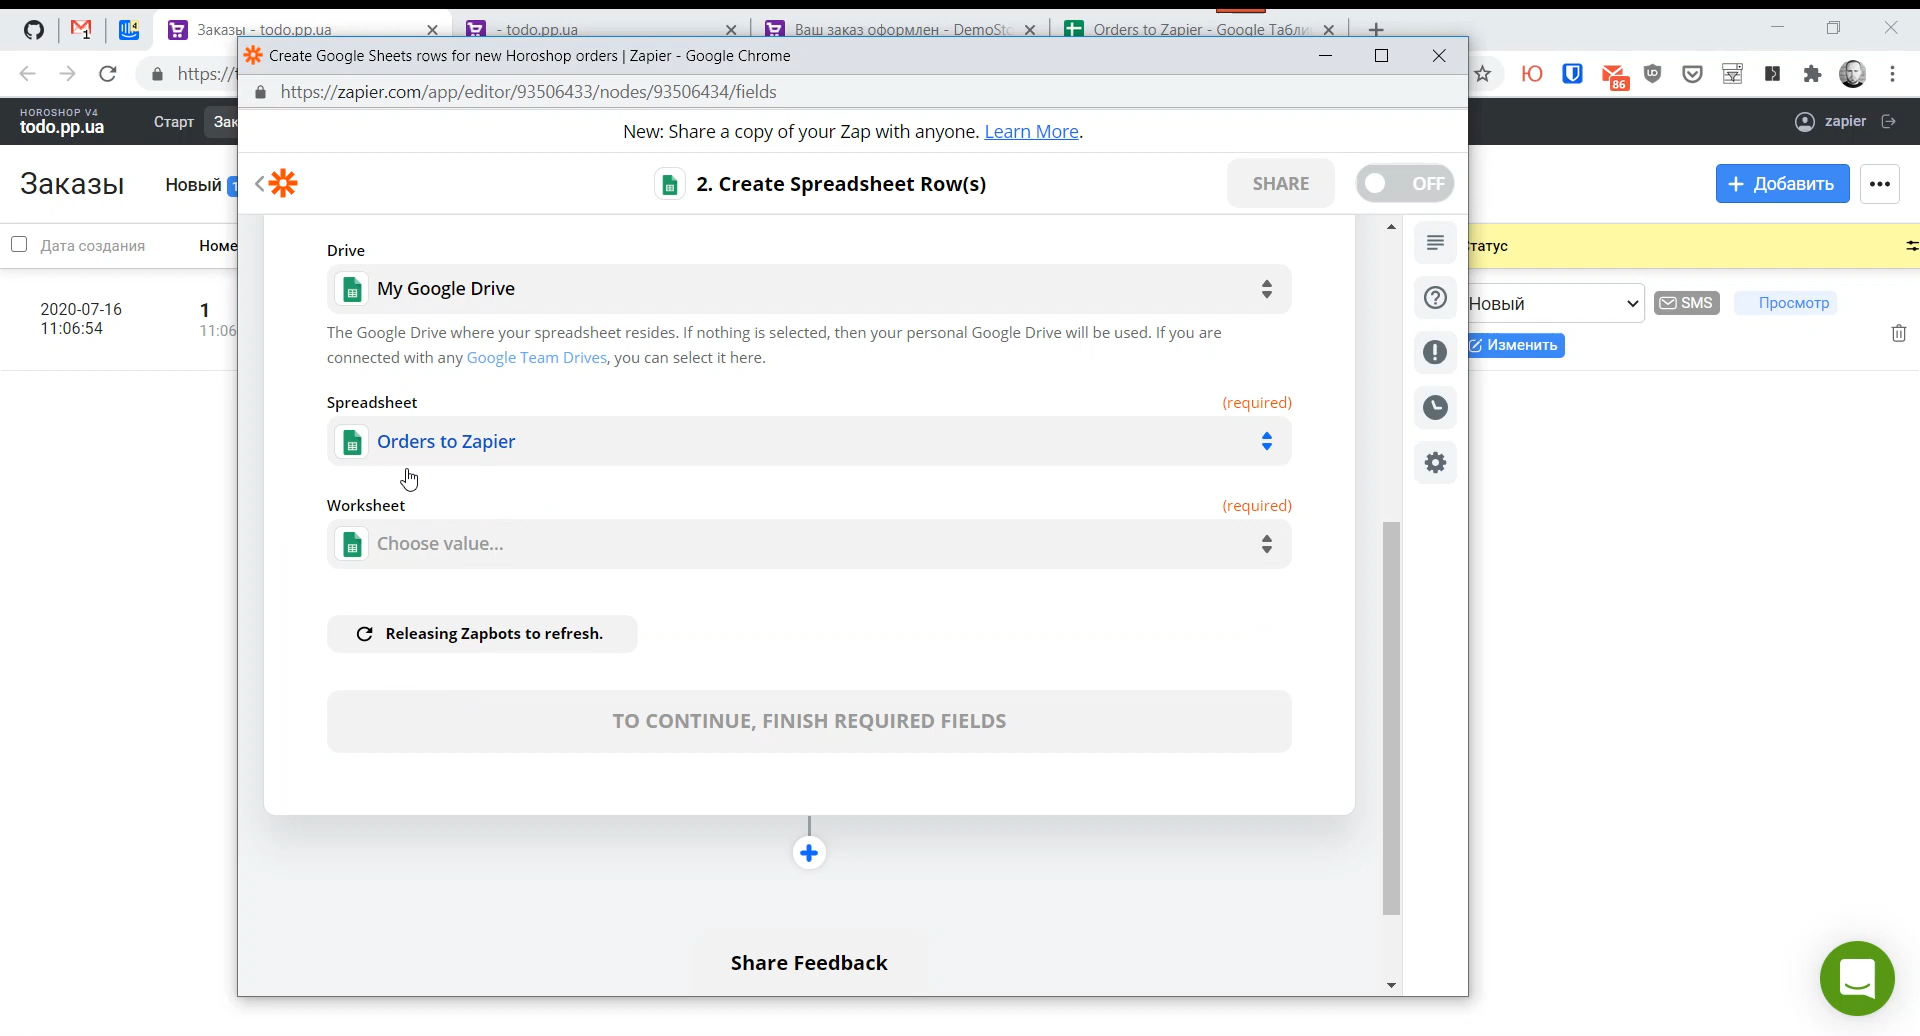 Заказы - todo.pp.ua
- todo.pp.ua
Ваш заказ оформлен - DemoSto
Orders to Zapier - Google Табли
Create Google Sheets rows for new Horoshop orders | Zapier - Google Chrome
https://
https://zapier.com/app/editor/93506433/nodes/93506434/fields
86
HOROSHOP V4
todo.pp.ua
Старт
Зак
zapier
New: Share a copy of your Zap with anyone. Learn More.
Заказы
Новый
2. Create Spreadsheet Row(s)
SHARE
OFF
Добавить
Дата создания
Номе
татус
Drive
My Google Drive
The Google Drive where your spreadsheet resides. If nothing is selected, then your personal Google Drive will be used. If you are
connected with any Google Team Drives, you can select it here.
2020-07-16
11:06:54
1
11:06
Новый
SMS
Просмотр
Изменить
Spreadsheet
(required)
Orders to Zapier
Worksheet
(required)
Choose value...
Releasing Zapbots to refresh.
TO CONTINUE, FINISH REQUIRED FIELDS
Share Feedback